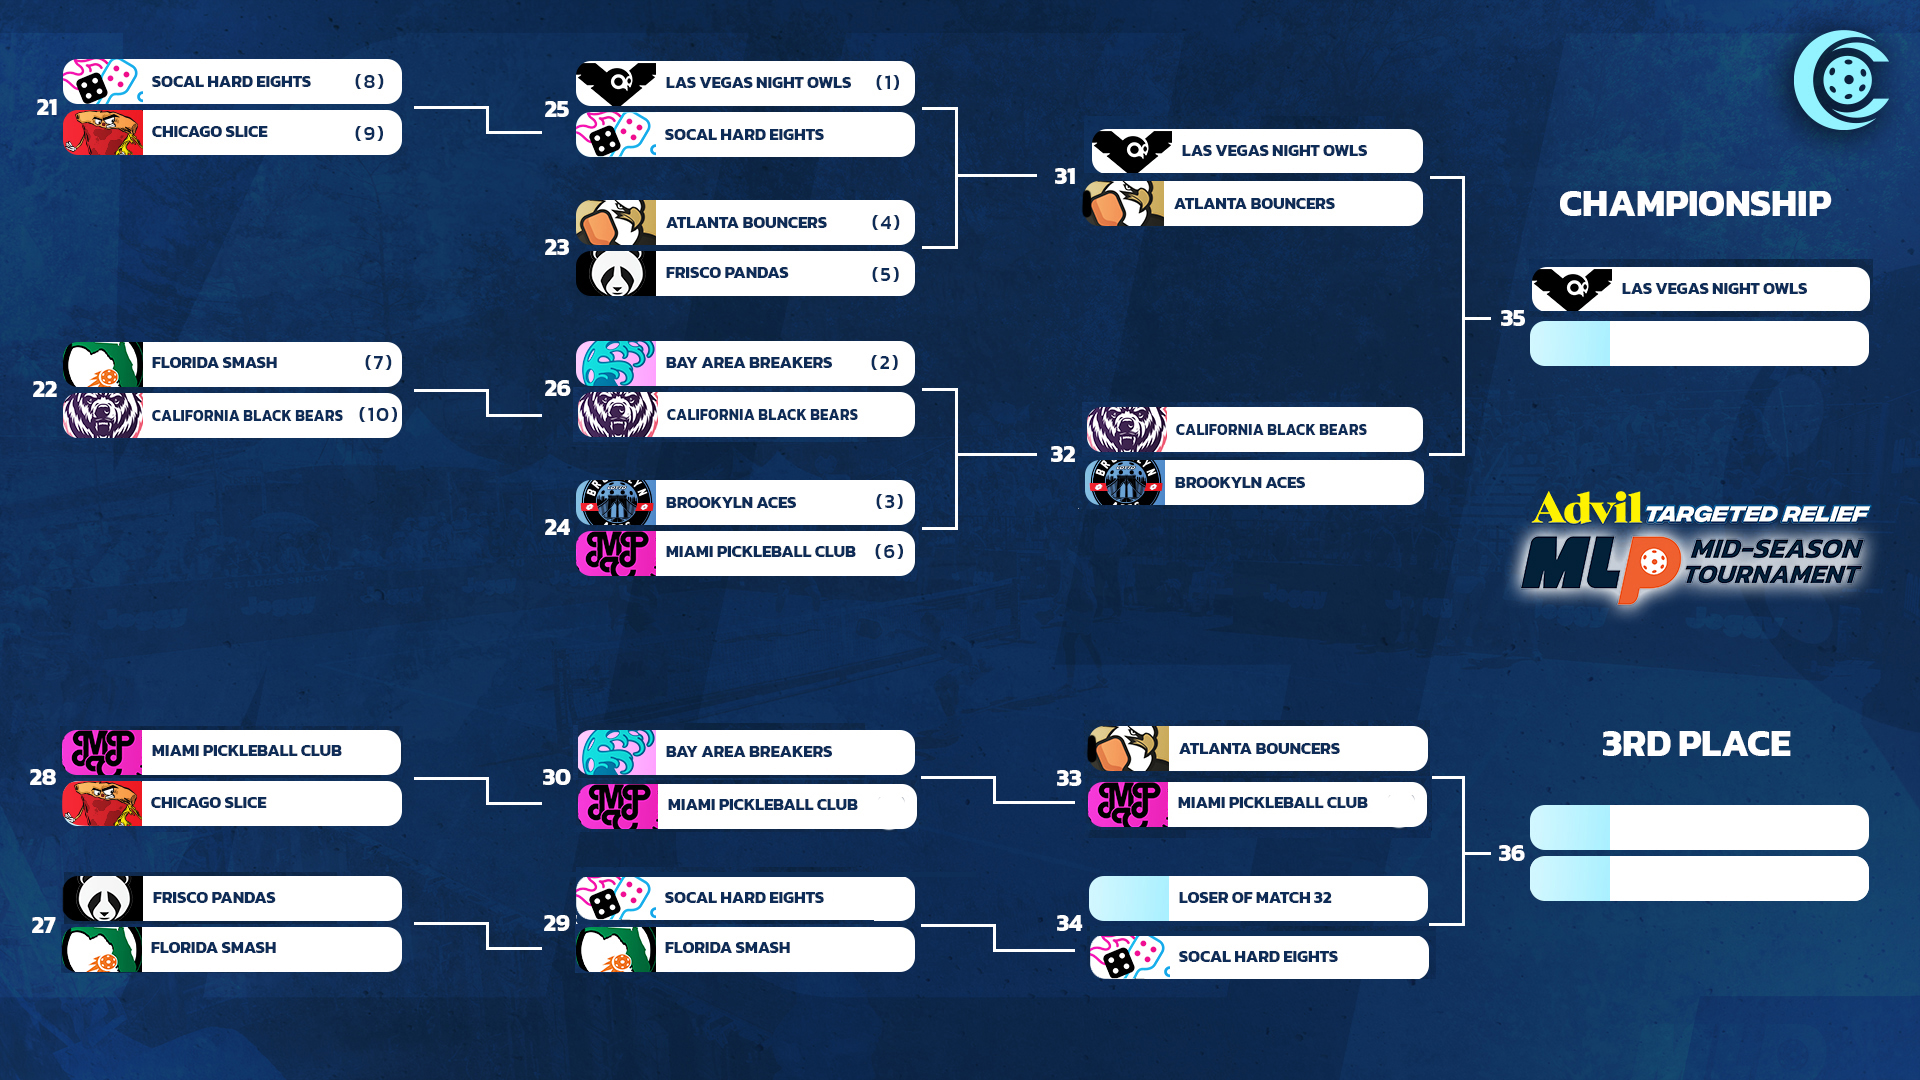 21
SOCAL HARD EIGHTS (8)
CHICAGO SLICE (9)
22
FLORIDA SMASH (7)
CALIFORNIA BLACK BEARS (10)
25
LAS VEGAS NIGHT OWLS (1)
SOCAL HARD EIGHTS
23
ATLANTA BOUNCERS (4)
FRISCO PANDAS (5)
26
BAY AREA BREAKERS (2)
CALIFORNIA BLACK BEARS
24
BROOKYLN ACES (3)
MIAMI PICKLEBALL CLUB (6)
31
LAS VEGAS NIGHT OWLS
ATLANTA BOUNCERS
32
CALIFORNIA BLACK BEARS
BROOKYLN ACES
CHAMPIONSHIP
35
LAS VEGAS NIGHT OWLS
Advil TARGETED RELIEF
MLP MID-SEASON
TOURNAMENT
28
MIAMI PICKLEBALL CLUB
CHICAGO SLICE
27
FRISCO PANDAS
FLORIDA SMASH
30
BAY AREA BREAKERS
MIAMI PICKLEBALL CLUB
29
SOCAL HARD EIGHTS
FLORIDA SMASH
33
ATLANTA BOUNCERS
MIAMI PICKLEBALL CLUB
34
LOSER OF MATCH 32
SOCAL HARD EIGHTS
3RD PLACE
36